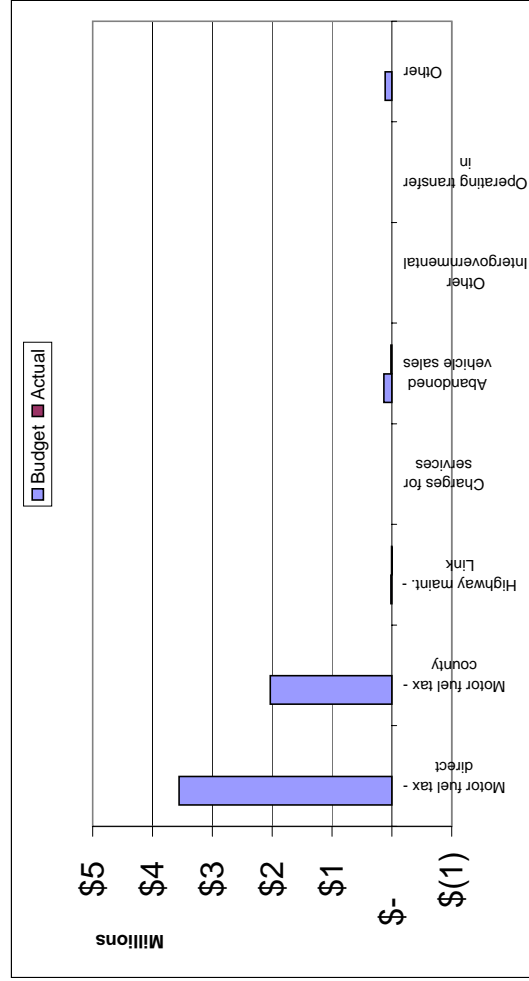 Budget Actual
Millions
$5
$4
$3
$2
$1
$-
$(1)
Motor fuel tax -
direct
Motor fuel tax -
county
Highway maint. -
Link
Charges for
services
Abandoned
vehicle sales
Other
Intergovernmental
Operating transfer
in
Other